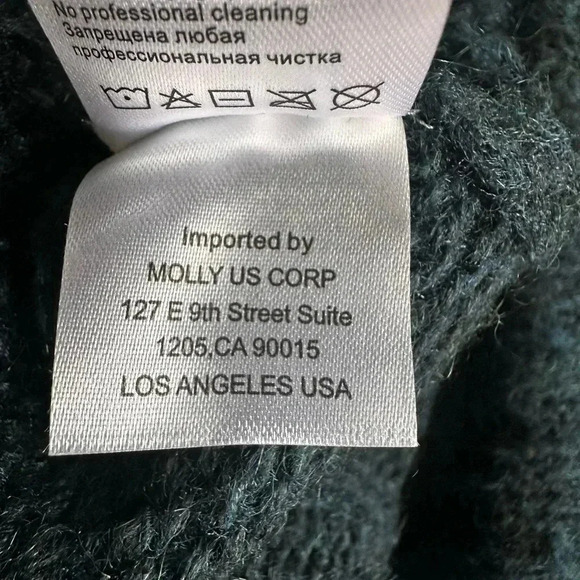 No professional cleaning
Запрещена любая
профессиональная чистка
Imported by
MOLLY US CORP
127 E 9th Street Suite
1205,CA 90015
LOS ANGELES USA